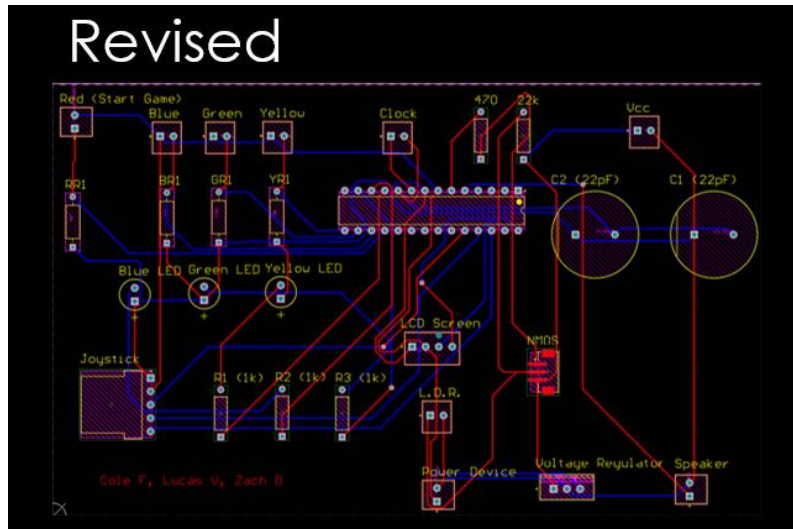 Revised
Red (Start Game)
Blue
Green
Yellow
Clock
470
22k
Vcc
RR1
BR1
GR1
YR1
C2 (22pF)
C1 (22pF)
Blue LED
Green LED
Yellow LED
LCD Screen
NMOS
Joystick
R1 (1k)
R2 (1k)
R3 (1k)
L.D.R.
Power Device
Voltage Regulator
Speaker
Cole F, Lucas V, Zach D